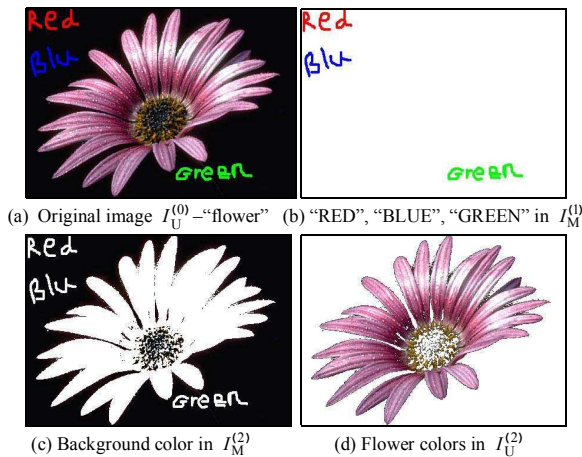 Red
Red
Blu
Blu
Green
Green
(a) Original image I_U^(0) –“flower” (b) “RED”, “BLUE”, “GREEN” in I_M^(1)
Red
Blu
Green
(c) Background color in I_M^(2) (d) Flower colors in I_U^(2)